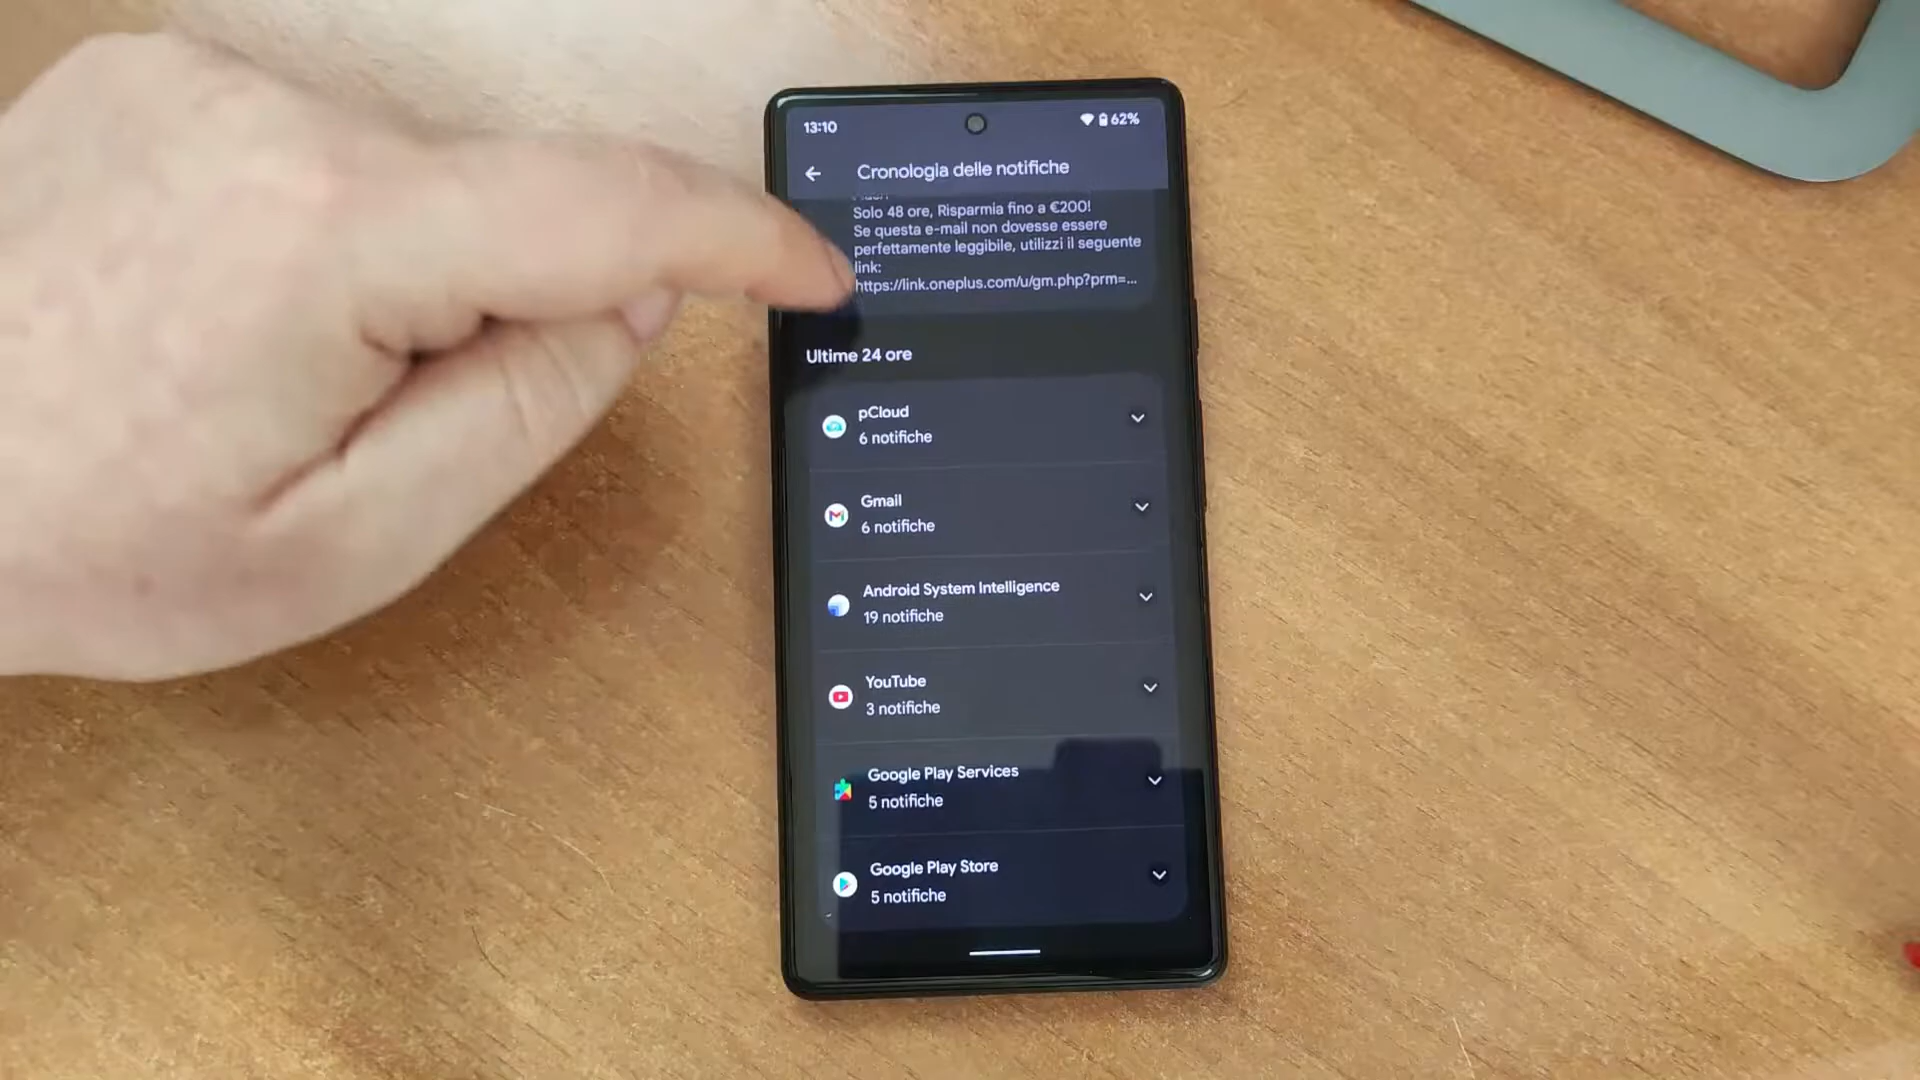 13:10
62%
Cronologia delle notifiche
Solo 48 ore, Risparmia fino a €200!
Se questa e-mail non dovesse essere
perfettamente leggibile, utilizzi il seguente
link:
https://link.oneplus.com/u/gm.php?prm=...
Ultime 24 ore
pCloud
6 notifiche
Gmail
6 notifiche
Android System Intelligence
19 notifiche
YouTube
3 notifiche
Google Play Services
5 notifiche
Google Play Store
5 notifiche